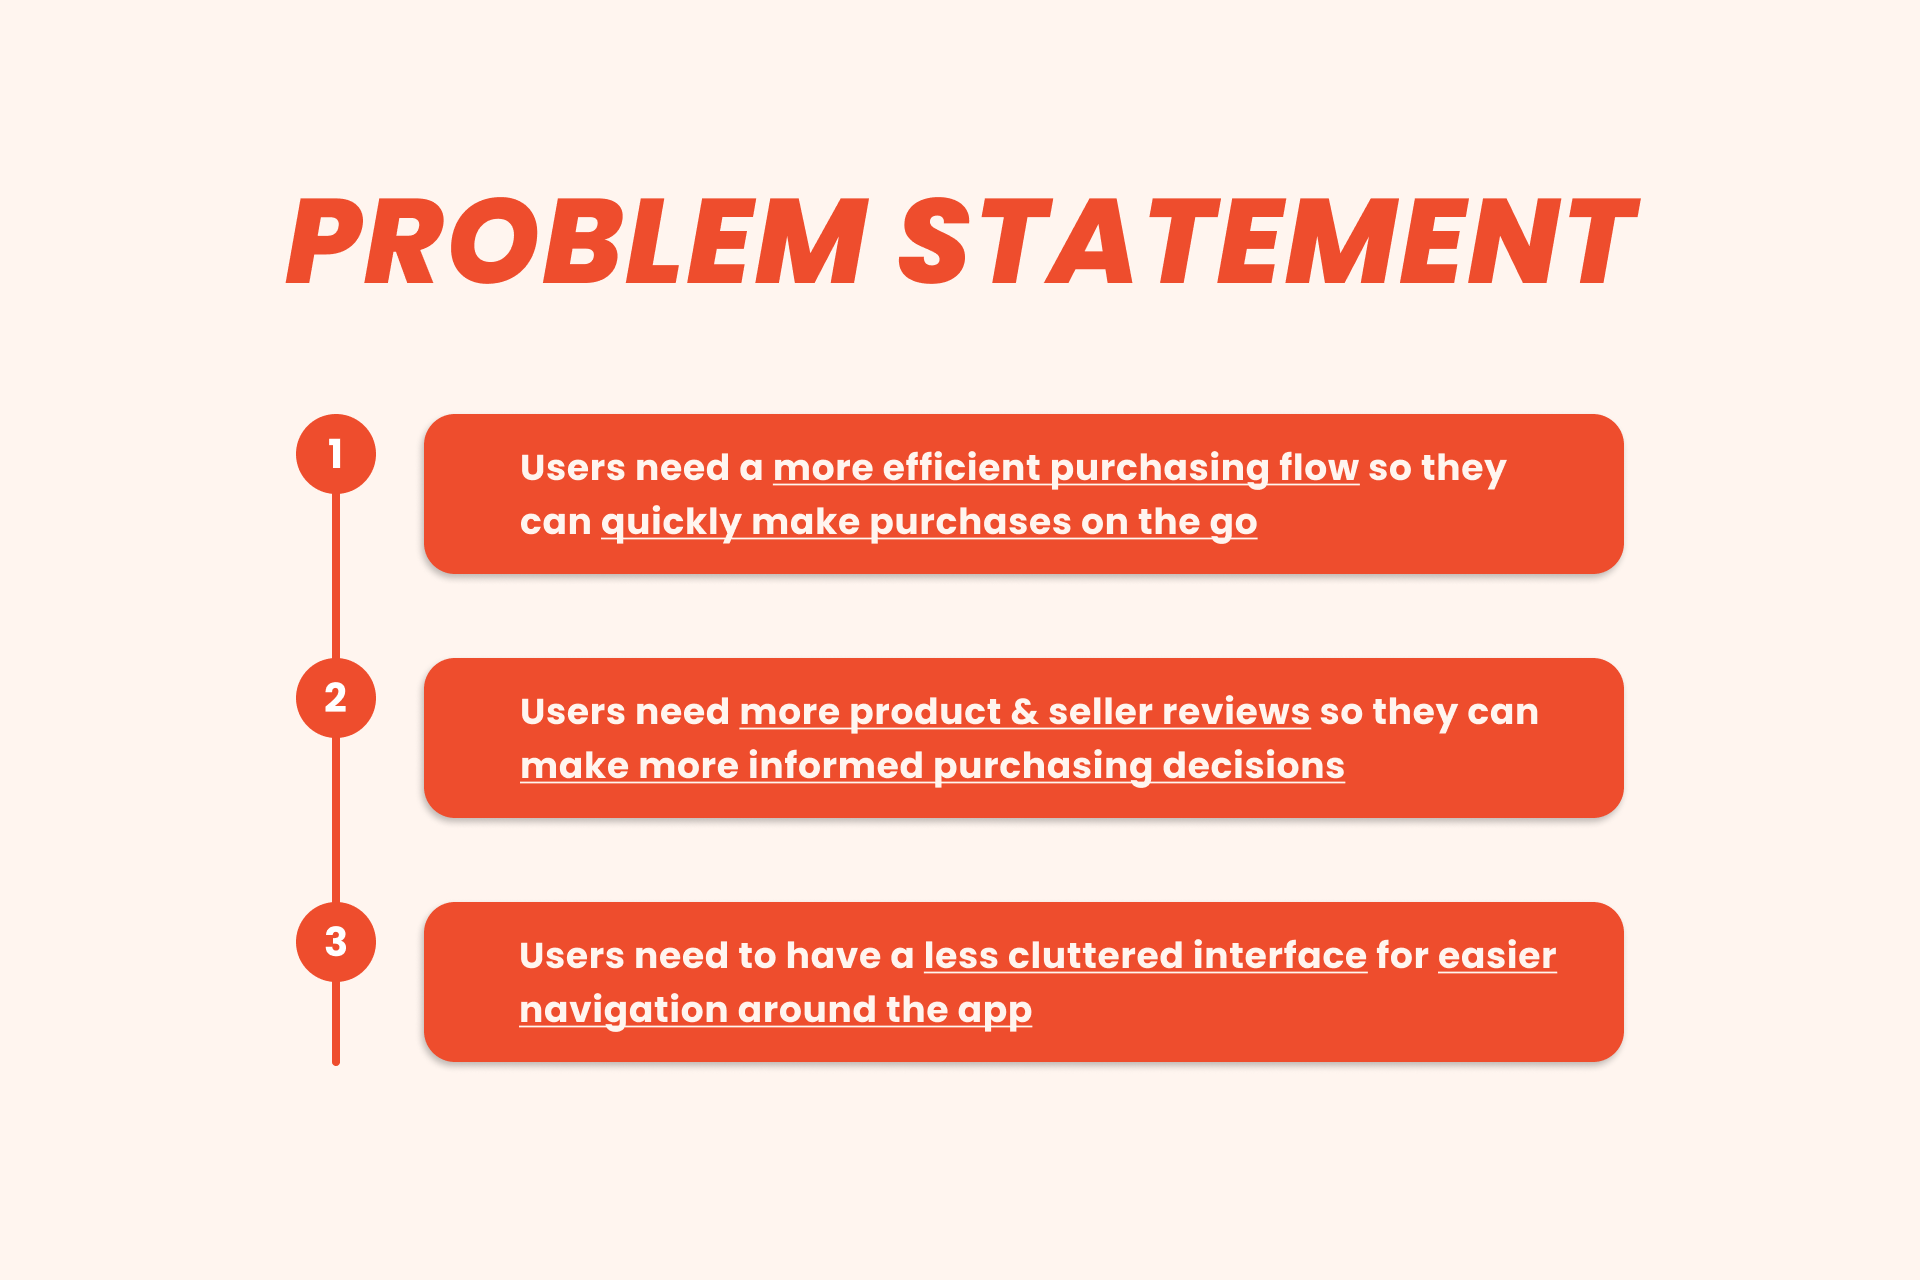 PROBLEM STATEMENT
1
Users need a more efficient purchasing flow so they
can quickly make purchases on the go
2
Users need more product & seller reviews so they can
make more informed purchasing decisions
3
Users need to have a less cluttered interface for easier
navigation around the app